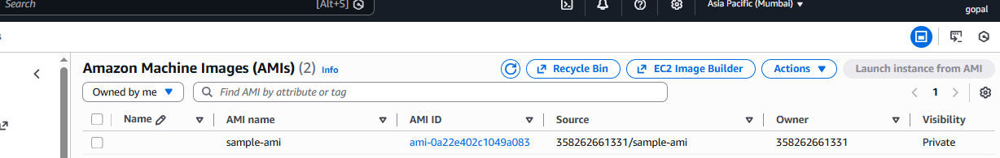 Search [Alt+S] Asia Pacific (Mumbai) gopal
Amazon Machine Images (AMIs) (2) Info Recycle Bin EC2 Image Builder Actions Launch instance from AMI
Owned by me Find AMI by attribute or tag 1
Name AMI name AMI ID Source Owner Visibility
sample-ami ami-0a22e402c1049a083 358262661331/sample-ami 358262661331 Private